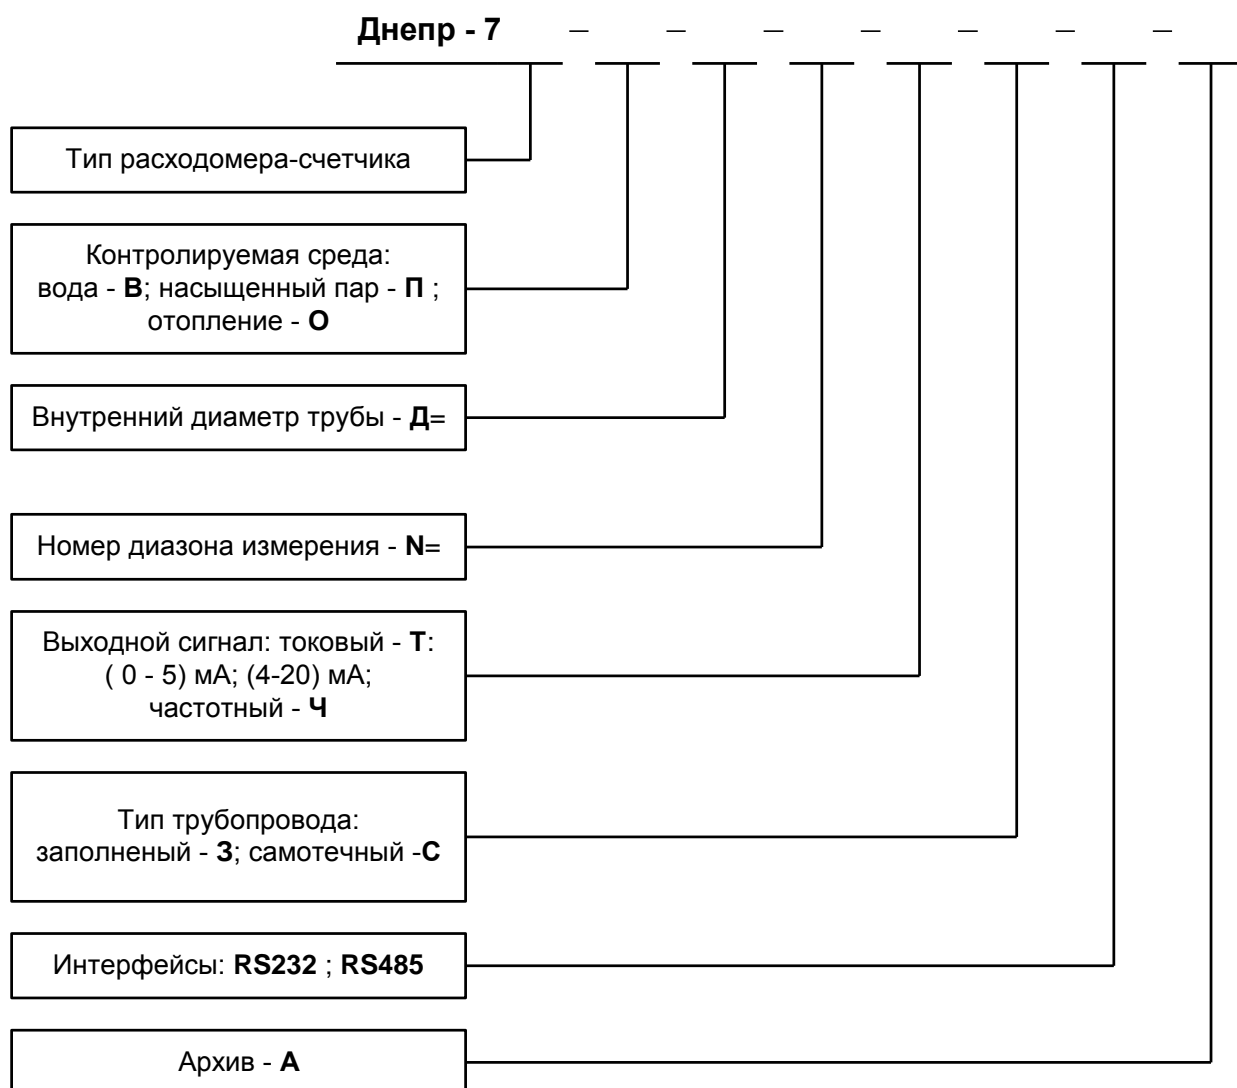 Днепр - 7 – – – – – – –
Тип расходомера-счетчика
Контролируемая среда:
вода - В; насыщенный пар - П ;
отопление - О
Внутренний диаметр трубы - Д=
Номер диазона измерения - N=
Выходной сигнал: токовый - Т:
( 0 - 5) мА; (4-20) мА;
частотный - Ч
Тип трубопровода:
заполненый - З; самотечный -С
Интерфейсы: RS232 ; RS485
Архив - А